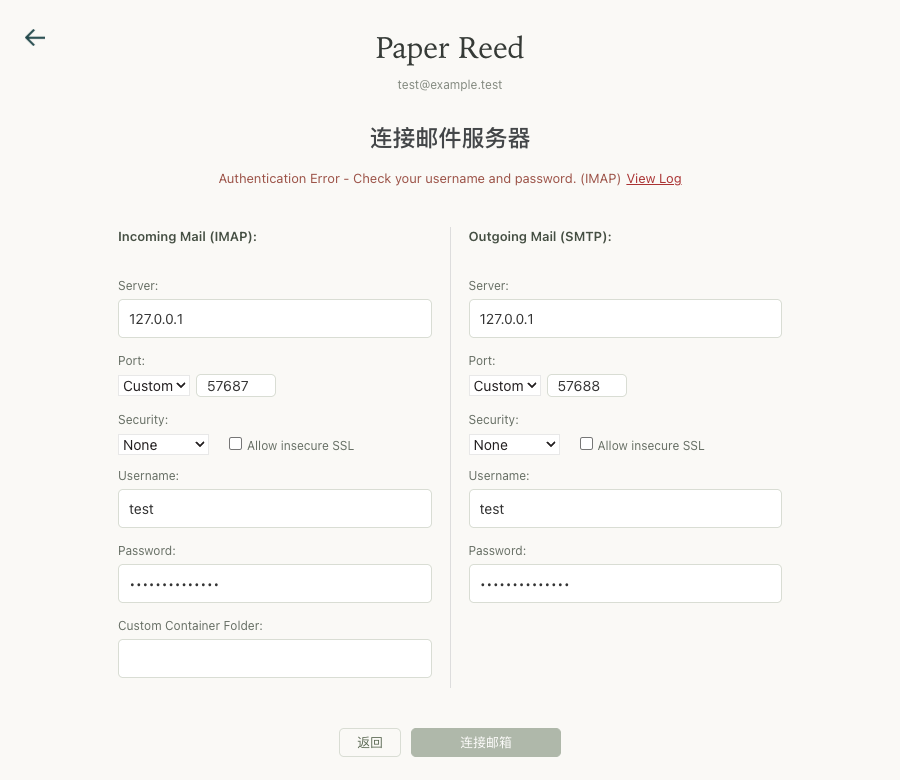 Paper Reed
test@example.test
连接邮件服务器
Authentication Error - Check your username and password. (IMAP) View Log
Incoming Mail (IMAP):
Server:
127.0.0.1
Port:
Custom 57687
Security:
None Allow insecure SSL
Username:
test
Password:
••••••••••••••
Custom Container Folder:
Outgoing Mail (SMTP):
Server:
127.0.0.1
Port:
Custom 57688
Security:
None Allow insecure SSL
Username:
test
Password:
••••••••••••••
返回 连接邮箱